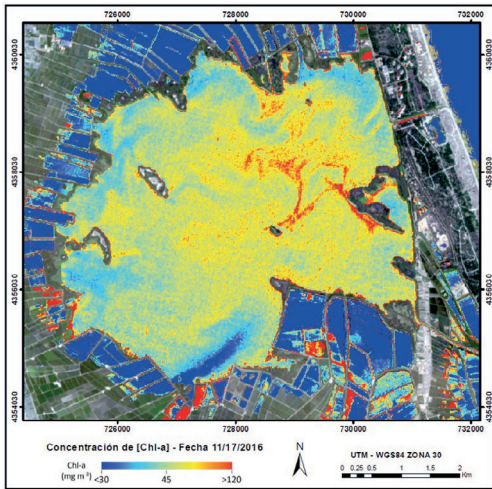 726000 728000 730000 732000
4360030 4360030
4358030 4358030
4356030 4356030
4354030 4354030
726000 728000 730000 732000
Concentración de [Chl-a] - Fecha 11/17/2016
Chl-a
(mg m⁻³)
<30 45 >120
N
UTM - WGS84 ZONA 30
0 0.25 0.5 1 1.5 2
Km